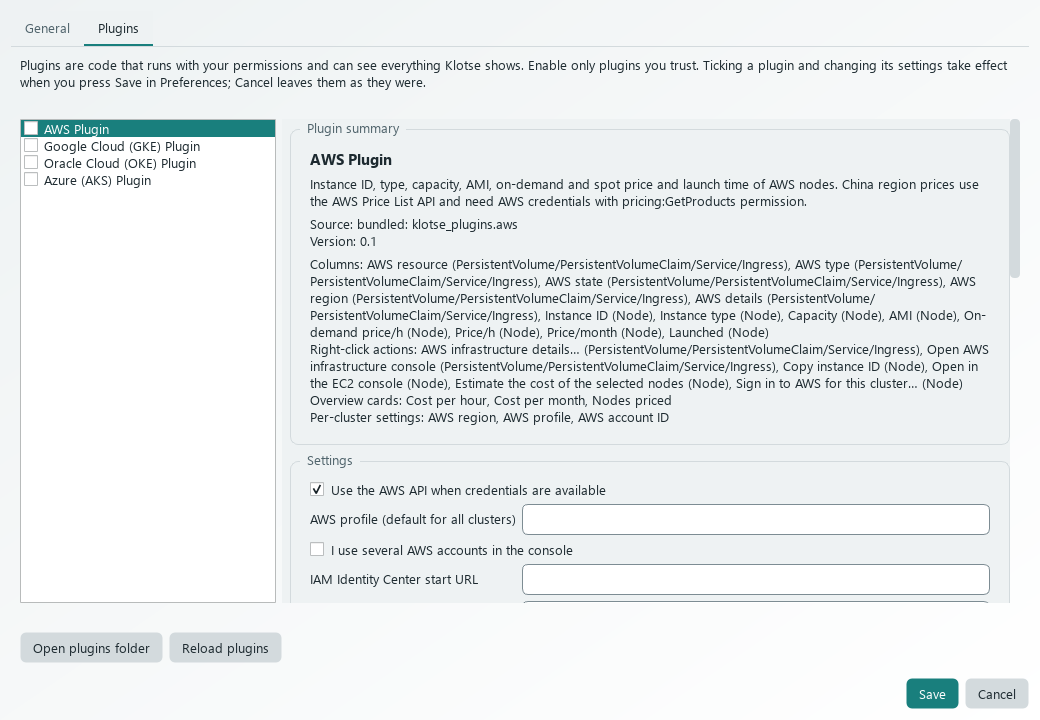 General
Plugins
Plugins are code that runs with your permissions and can see everything Klotse shows. Enable only plugins you trust. Ticking a plugin and changing its settings take effect
when you press Save in Preferences; Cancel leaves them as they were.
AWS Plugin
Google Cloud (GKE) Plugin
Oracle Cloud (OKE) Plugin
Azure (AKS) Plugin
Plugin summary
AWS Plugin
Instance ID, type, capacity, AMI, on-demand and spot price and launch time of AWS nodes. China region prices use
the AWS Price List API and need AWS credentials with pricing:GetProducts permission.
Source: bundled: klotse_plugins.aws
Version: 0.1
Columns: AWS resource (PersistentVolume/PersistentVolumeClaim/Service/Ingress), AWS type (PersistentVolume/
PersistentVolumeClaim/Service/Ingress), AWS state (PersistentVolume/PersistentVolumeClaim/Service/Ingress), AWS
region (PersistentVolume/PersistentVolumeClaim/Service/Ingress), AWS details (PersistentVolume/
PersistentVolumeClaim/Service/Ingress), Instance ID (Node), Instance type (Node), Capacity (Node), AMI (Node), On-
demand price/h (Node), Price/h (Node), Price/month (Node), Launched (Node)
Right-click actions: AWS infrastructure details… (PersistentVolume/PersistentVolumeClaim/Service/Ingress), Open AWS
infrastructure console (PersistentVolume/PersistentVolumeClaim/Service/Ingress), Copy instance ID (Node), Open in
the EC2 console (Node), Estimate the cost of the selected nodes (Node), Sign in to AWS for this cluster… (Node)
Overview cards: Cost per hour, Cost per month, Nodes priced
Per-cluster settings: AWS region, AWS profile, AWS account ID
Settings
Use the AWS API when credentials are available
AWS profile (default for all clusters)
I use several AWS accounts in the console
IAM Identity Center start URL
Open plugins folder
Reload plugins
Save
Cancel